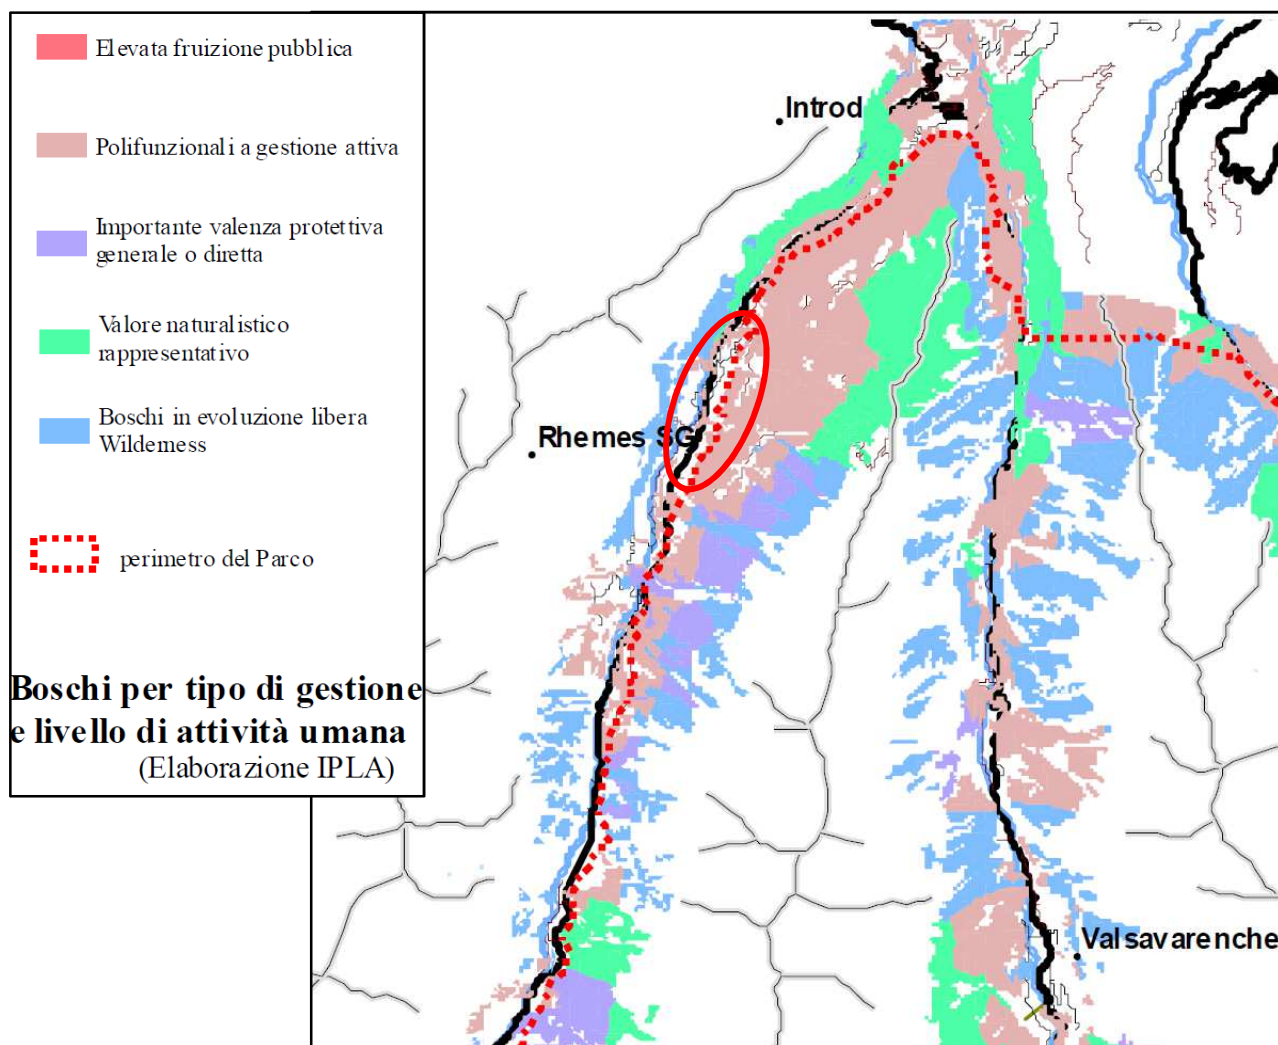 Elevata fruizione pubblica
Polifunzionali a gestione attiva
Importante valenza protettiva
generale o diretta
Valore naturalistico
rappresentativo
Boschi in evoluzione libera
Wilderness
perimetro del Parco
Boschi per tipo di gestione
e livello di attività umana
(Elaborazione IPLA)
Introd
Rhemes SG
Valsavarenche